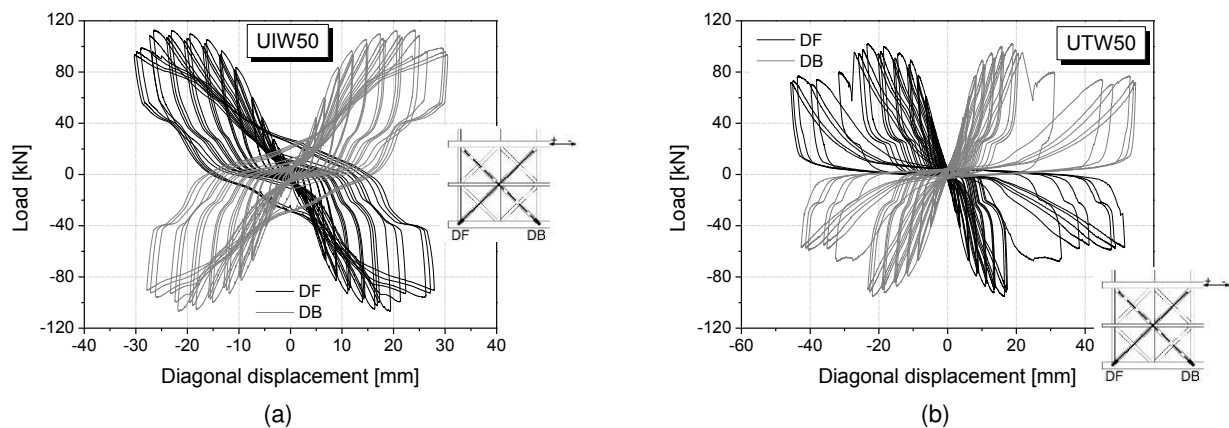 UIW50
DF
DB
Load [kN]
120
80
40
0
-40
-80
-120
-40 -30 -20 -10 0 10 20 30 40
Diagonal displacement [mm]
+ -
DF DB
(a)
UTW50
DF
DB
Load [kN]
120
80
40
0
-40
-80
-120
-60 -40 -20 0 20 40
Diagonal displacement [mm]
+ -
DF DB
(b)